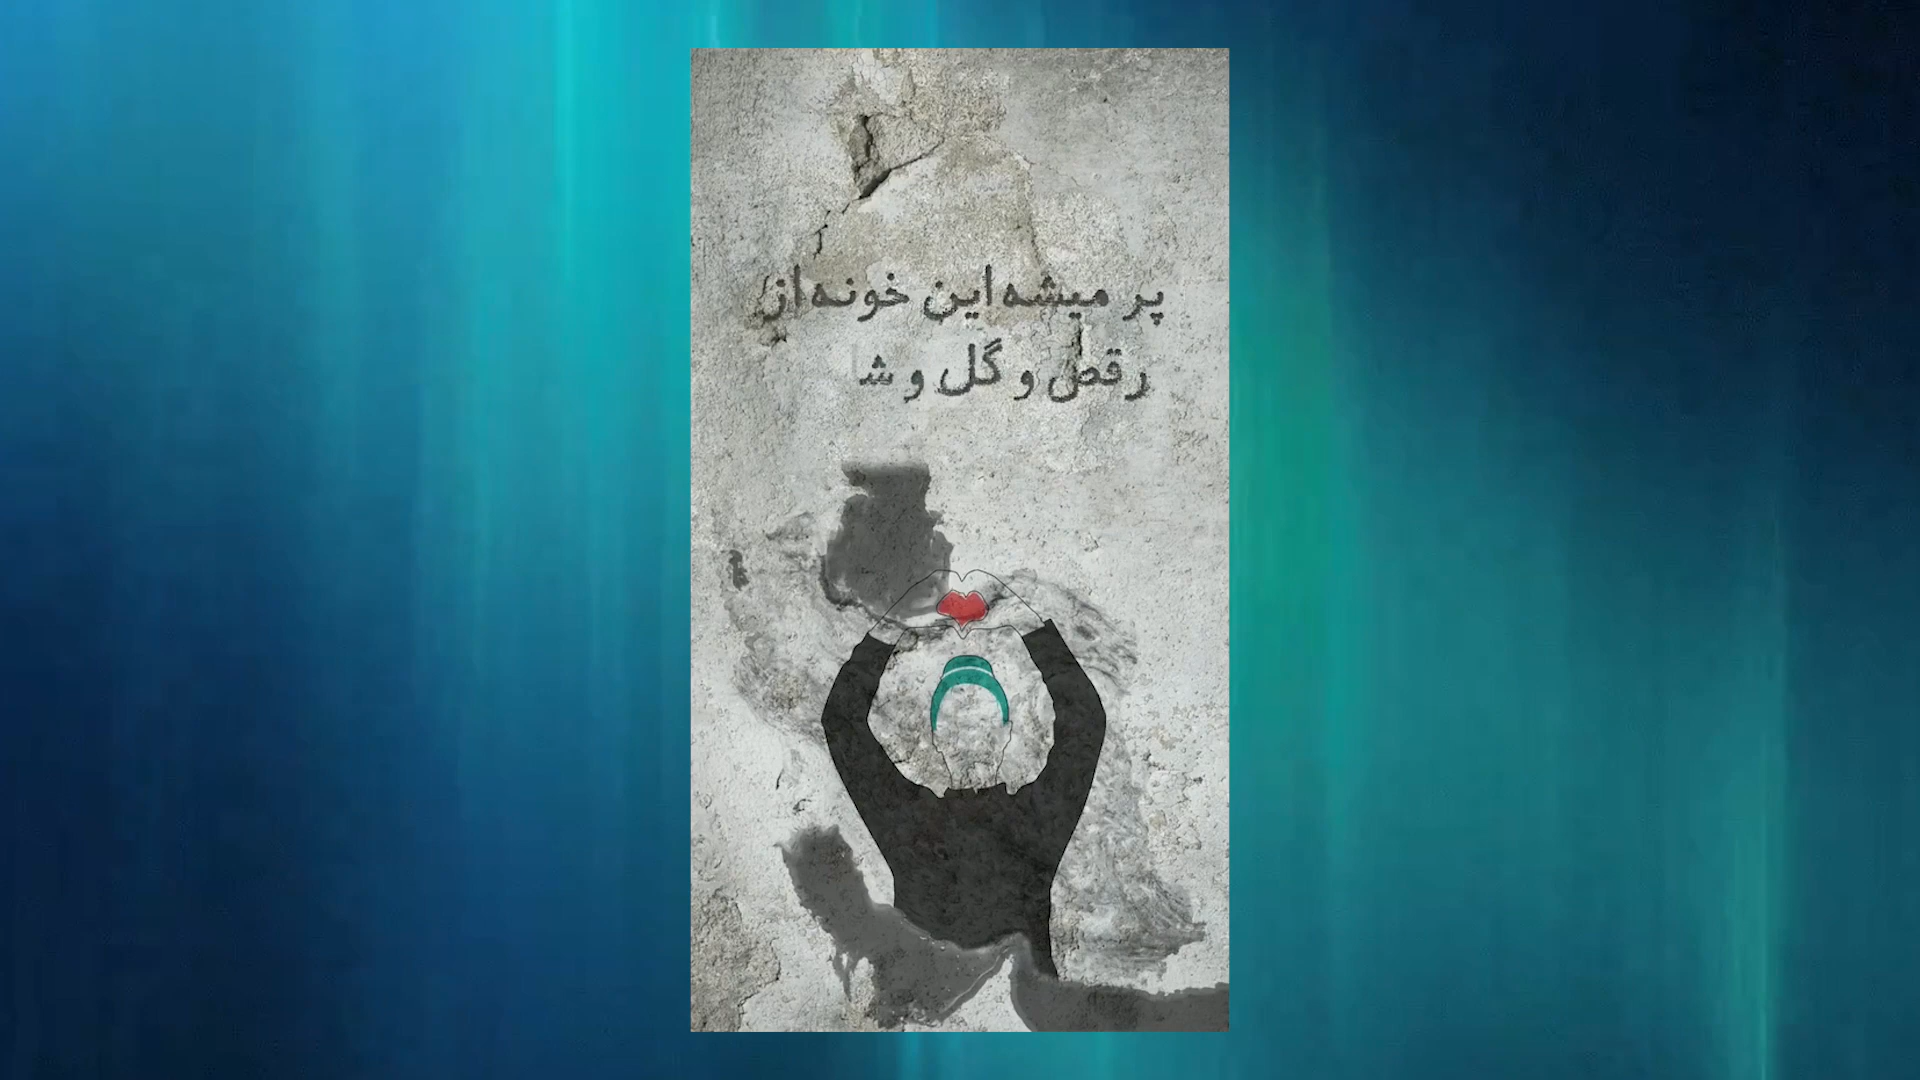 پر میشه این خونه از
رقص و گل و شا